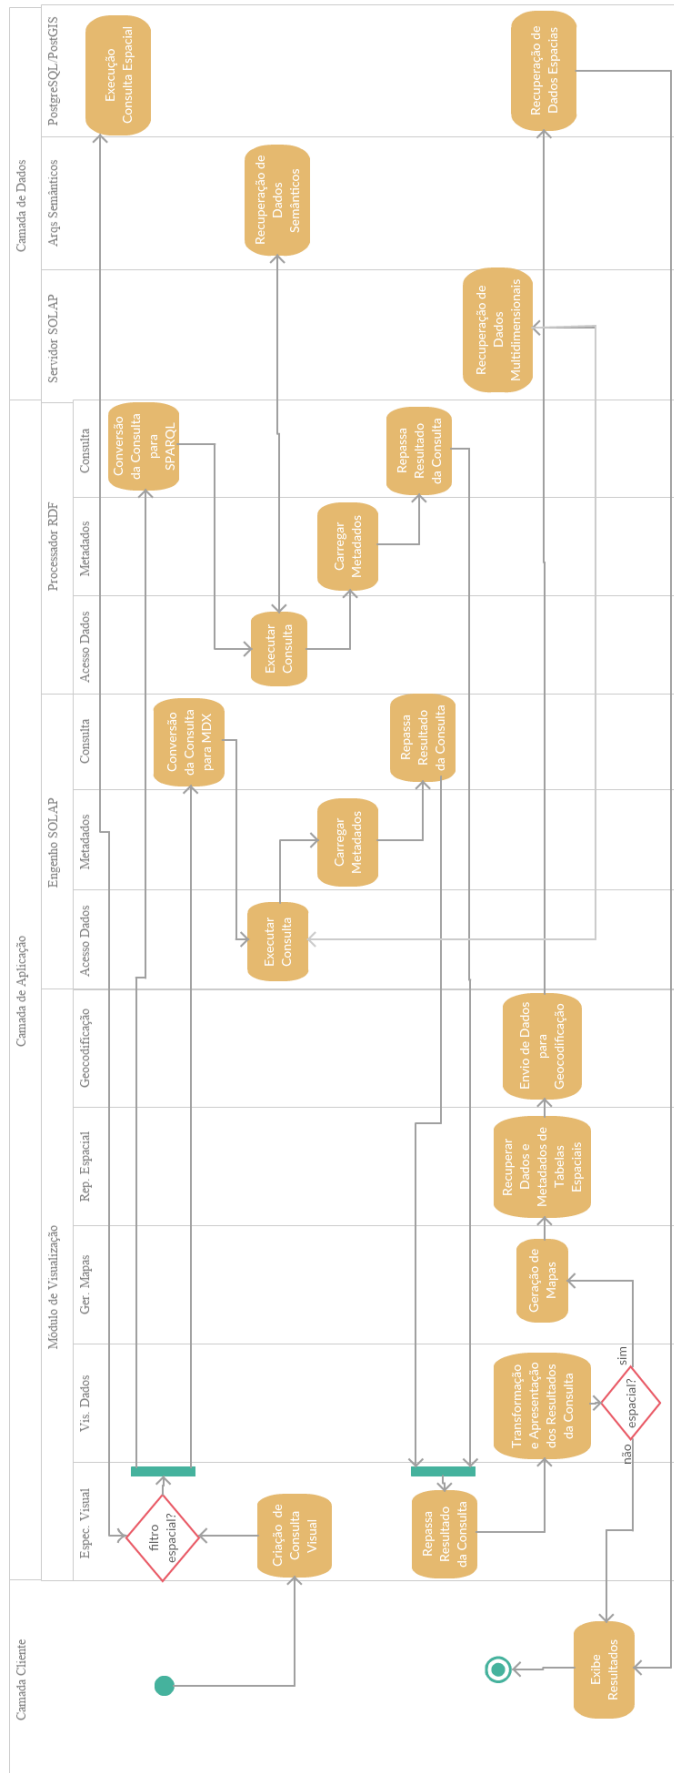 Camada Cliente
Camada de Aplicação
Camada de Dados
Módulo de Visualização
Engenho SOLAP
Processador RDF
Servidor SOLAP
Arqs Semânticos
PostgreSQL/PostGIS
Espec. Visual
Vis. Dados
Ger. Mapas
Rep. Espacial
Geocodificação
Acesso Dados
Metadados
Consulta
Acesso Dados
Metadados
Consulta
Execução
Consulta Espacial
Conversão
da Consulta
para
SPARQL
filtro
espacial?
Conversão
da Consulta
para MDX
Criação de
Consulta
Visual
Executar
Consulta
Executar
Consulta
Recuperação de
Dados
Semânticos
Carregar
Metadados
Carregar
Metadados
Repassa
Resultado
da Consulta
Repassa
Resultado
da Consulta
Repassa
Resultado
da Consulta
Recuperação de
Dados
Multidimensionais
Transformação
e Apresentação
dos Resultados
da Consulta
espacial?
sim
não
Geração de
Mapas
Recuperar
Dados e
Metadados de
Tabelas
Espaciais
Envio de Dados
para
Geocodificação
Recuperação de
Dados Espacias
Exibe
Resultados